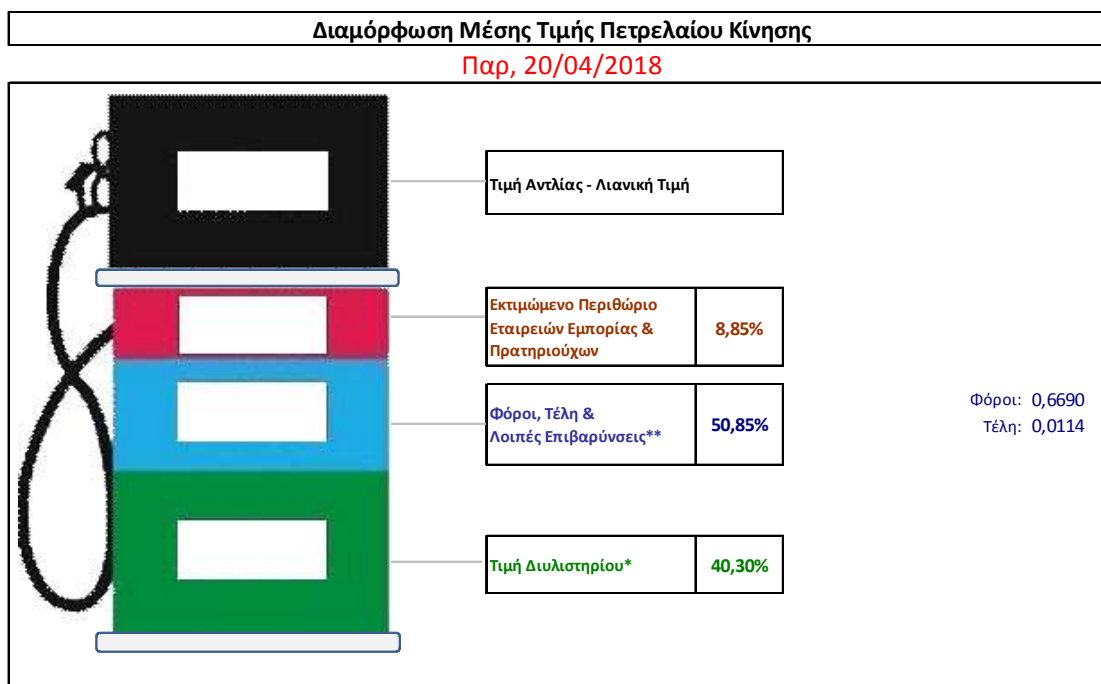 Διαμόρφωση Μέσης Τιμής Πετρελαίου Κίνησης
Παρ, 20/04/2018
Τιμή Αντλίας - Λιανική Τιμή
Εκτιμώμενο Περιθώριο
Εταιρειών Εμπορίας &
Πρατηριούχων
8,85%
Φόροι, Τέλη &
Λοιπές Επιβαρύνσεις**
50,85%
Φόροι: 0,6690
Τέλη: 0,0114
Τιμή Διυλιστηρίου*
40,30%